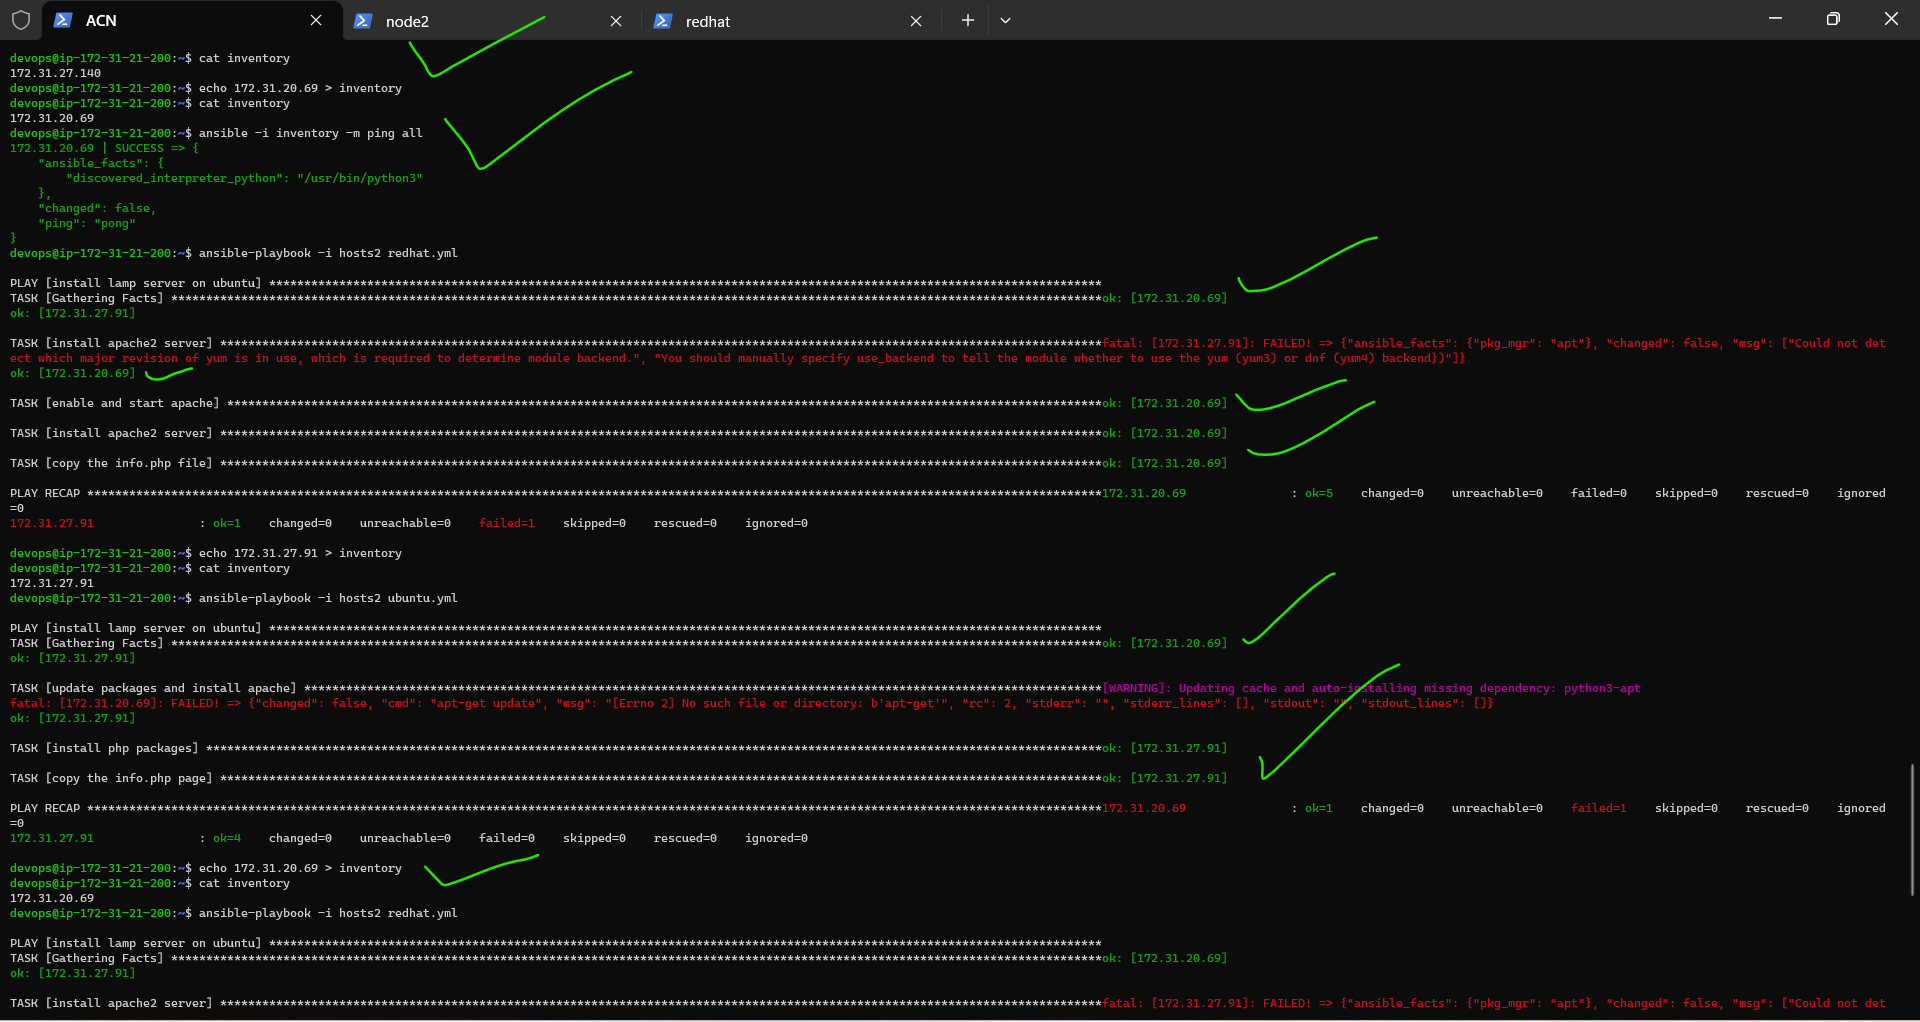 ACN
node2
redhat
devops@ip-172-31-21-200:~$ cat inventory
172.31.27.140
devops@ip-172-31-21-200:~$ echo 172.31.20.69 > inventory
devops@ip-172-31-21-200:~$ cat inventory
172.31.20.69
devops@ip-172-31-21-200:~$ ansible -i inventory -m ping all
172.31.20.69 | SUCCESS => {
    "ansible_facts": {
        "discovered_interpreter_python": "/usr/bin/python3"
    },
    "changed": false,
    "ping": "pong"
}
devops@ip-172-31-21-200:~$ ansible-playbook -i hosts2 redhat.yml
PLAY [install lamp server on ubuntu] ***********************************************************************************************************************
TASK [Gathering Facts] *************************************************************************************************************************************ok: [172.31.20.69]
ok: [172.31.27.91]
TASK [install apache2 server] ******************************************************************************************************************************fatal: [172.31.27.91]: FAILED! => {"ansible_facts": {"pkg_mgr": "apt"}, "changed": false, "msg": ["Could not det
ect which major revision of yum is in use, which is required to determine module backend.", "You should manually specify use_backend to tell the module whether to use the yum (yum3) or dnf (yum4) backend})"]}
ok: [172.31.20.69]
TASK [enable and start apache] *****************************************************************************************************************************ok: [172.31.20.69]
TASK [install apache2 server] ******************************************************************************************************************************ok: [172.31.20.69]
TASK [copy the info.php file] ******************************************************************************************************************************ok: [172.31.20.69]
PLAY RECAP *************************************************************************************************************************************************172.31.20.69               : ok=5    changed=0    unreachable=0    failed=0    skipped=0    rescued=0    ignored
=0
172.31.27.91               : ok=1    changed=0    unreachable=0    failed=1    skipped=0    rescued=0    ignored=0
devops@ip-172-31-21-200:~$ echo 172.31.27.91 > inventory
devops@ip-172-31-21-200:~$ cat inventory
172.31.27.91
devops@ip-172-31-21-200:~$ ansible-playbook -i hosts2 ubuntu.yml
PLAY [install lamp server on ubuntu] ***********************************************************************************************************************
TASK [Gathering Facts] *************************************************************************************************************************************ok: [172.31.20.69]
ok: [172.31.27.91]
TASK [update packages and install apache] ******************************************************************************************************************[WARNING]: Updating cache and auto-installing missing dependency: python3-apt
fatal: [172.31.20.69]: FAILED! => {"changed": false, "cmd": "apt-get update", "msg": "[Errno 2] No such file or directory: b'apt-get'", "rc": 2, "stderr": "", "stderr_lines": [], "stdout": "", "stdout_lines": []}
ok: [172.31.27.91]
TASK [install php packages] ********************************************************************************************************************************ok: [172.31.27.91]
TASK [copy the info.php page] ******************************************************************************************************************************ok: [172.31.27.91]
PLAY RECAP *************************************************************************************************************************************************172.31.20.69               : ok=1    changed=0    unreachable=0    failed=1    skipped=0    rescued=0    ignored
=0
172.31.27.91               : ok=4    changed=0    unreachable=0    failed=0    skipped=0    rescued=0    ignored=0
devops@ip-172-31-21-200:~$ echo 172.31.20.69 > inventory
devops@ip-172-31-21-200:~$ cat inventory
172.31.20.69
devops@ip-172-31-21-200:~$ ansible-playbook -i hosts2 redhat.yml
PLAY [install lamp server on ubuntu] ***********************************************************************************************************************
TASK [Gathering Facts] *************************************************************************************************************************************ok: [172.31.20.69]
ok: [172.31.27.91]
TASK [install apache2 server] ******************************************************************************************************************************fatal: [172.31.27.91]: FAILED! => {"ansible_facts": {"pkg_mgr": "apt"}, "changed": false, "msg": ["Could not det